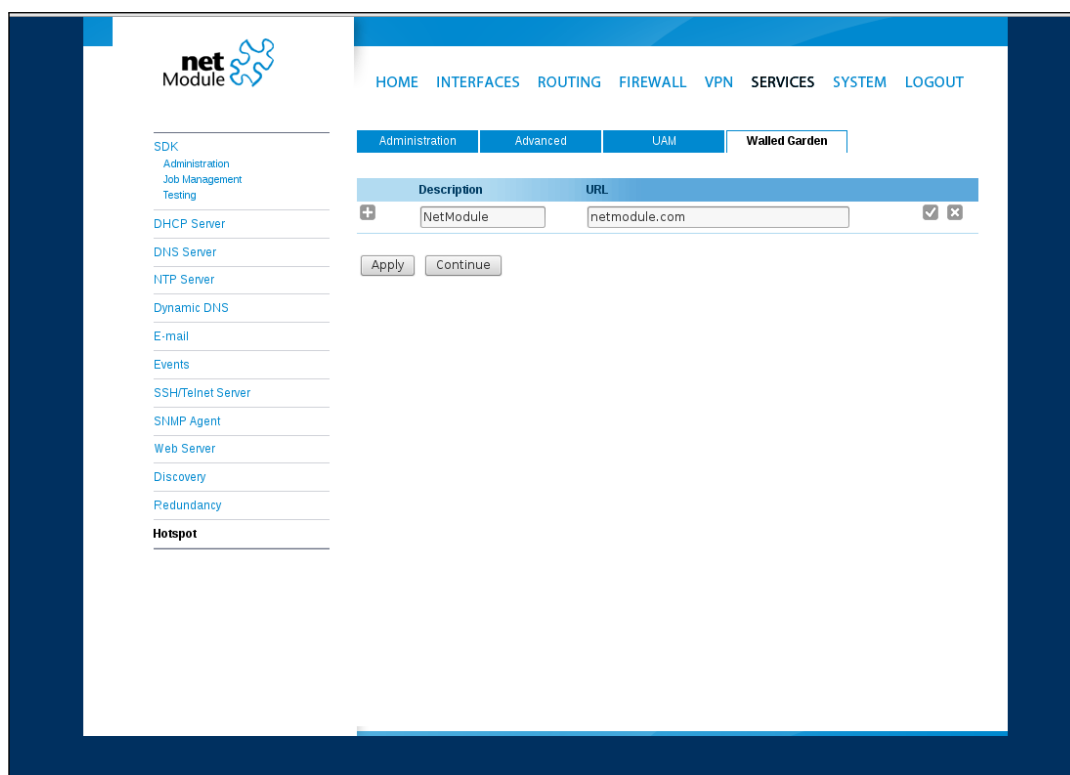 net
Module
HOME INTERFACES ROUTING FIREWALL VPN SERVICES SYSTEM LOGOUT
SDK
Administration
Job Management
Testing
DHCP Server
DNS Server
NTP Server
Dynamic DNS
E-mail
Events
SSH/Telnet Server
SNMP Agent
Web Server
Discovery
Redundancy
Hotspot
Administration Advanced UAM Walled Garden
Description URL
NetModule netmodule.com
Apply Continue